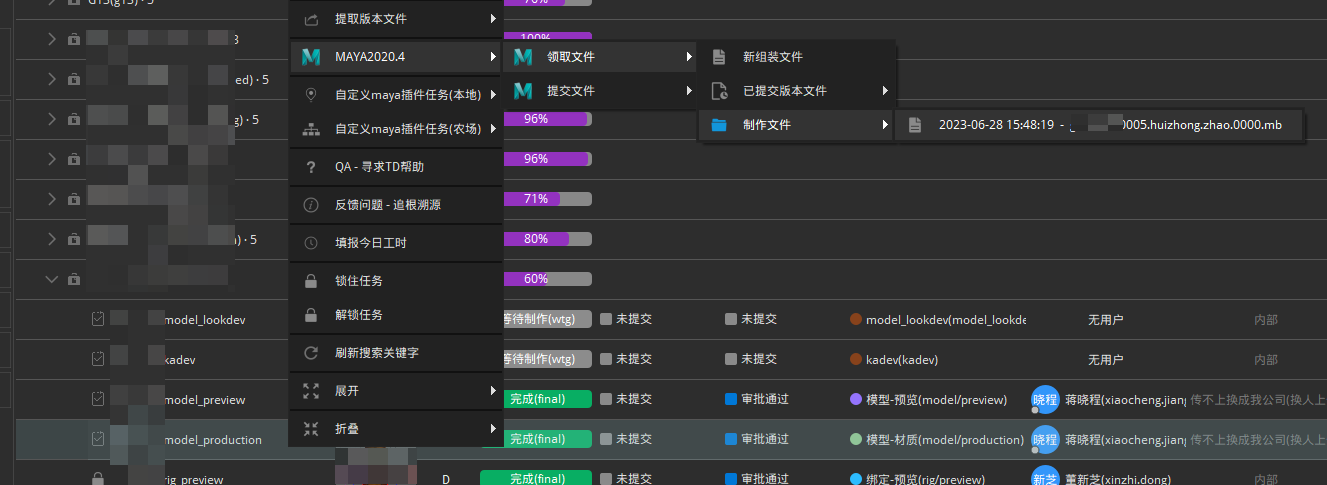 G13(g13) · 5
提取版本文件
70%
3
100%
MAYA2020.4
领取文件
新组装文件
ed) · 5
自定义maya插件任务(本地)
提交文件
已提交版本文件
g) · 5
自定义maya插件任务(农场)
96%
制作文件
2023-06-28 15:48:19 -
0005.huizhong.zhao.0000.mb
) · 5
QA - 寻求TD帮助
96%
) · 5
反馈问题 - 追根溯源
71%
) · 5
填报今日工时
80%
锁住任务
60%
model_lookdev
解锁任务
等待制作(wtg)
未提交
未提交
model_lookdev(model_lookde
无用户
内部
kadev
刷新搜索关键字
等待制作(wtg)
未提交
未提交
kadev(kadev)
无用户
内部
model_preview
展开
完成(final)
未提交
审批通过
模型-预览(model/preview)
晓程
蒋晓程(xiaocheng.jian
传不上换成我公司(换人上
model_production
折叠
完成(final)
未提交
审批通过
模型-材质(model/production)
晓程
蒋晓程(xiaocheng.jian
传不上换成我公司(换人上
rig_preview
D
完成(final)
未提交
审批通过
绑定-预览(rig/preview)
新芝
董新芝(xinzhi.dong)
内部